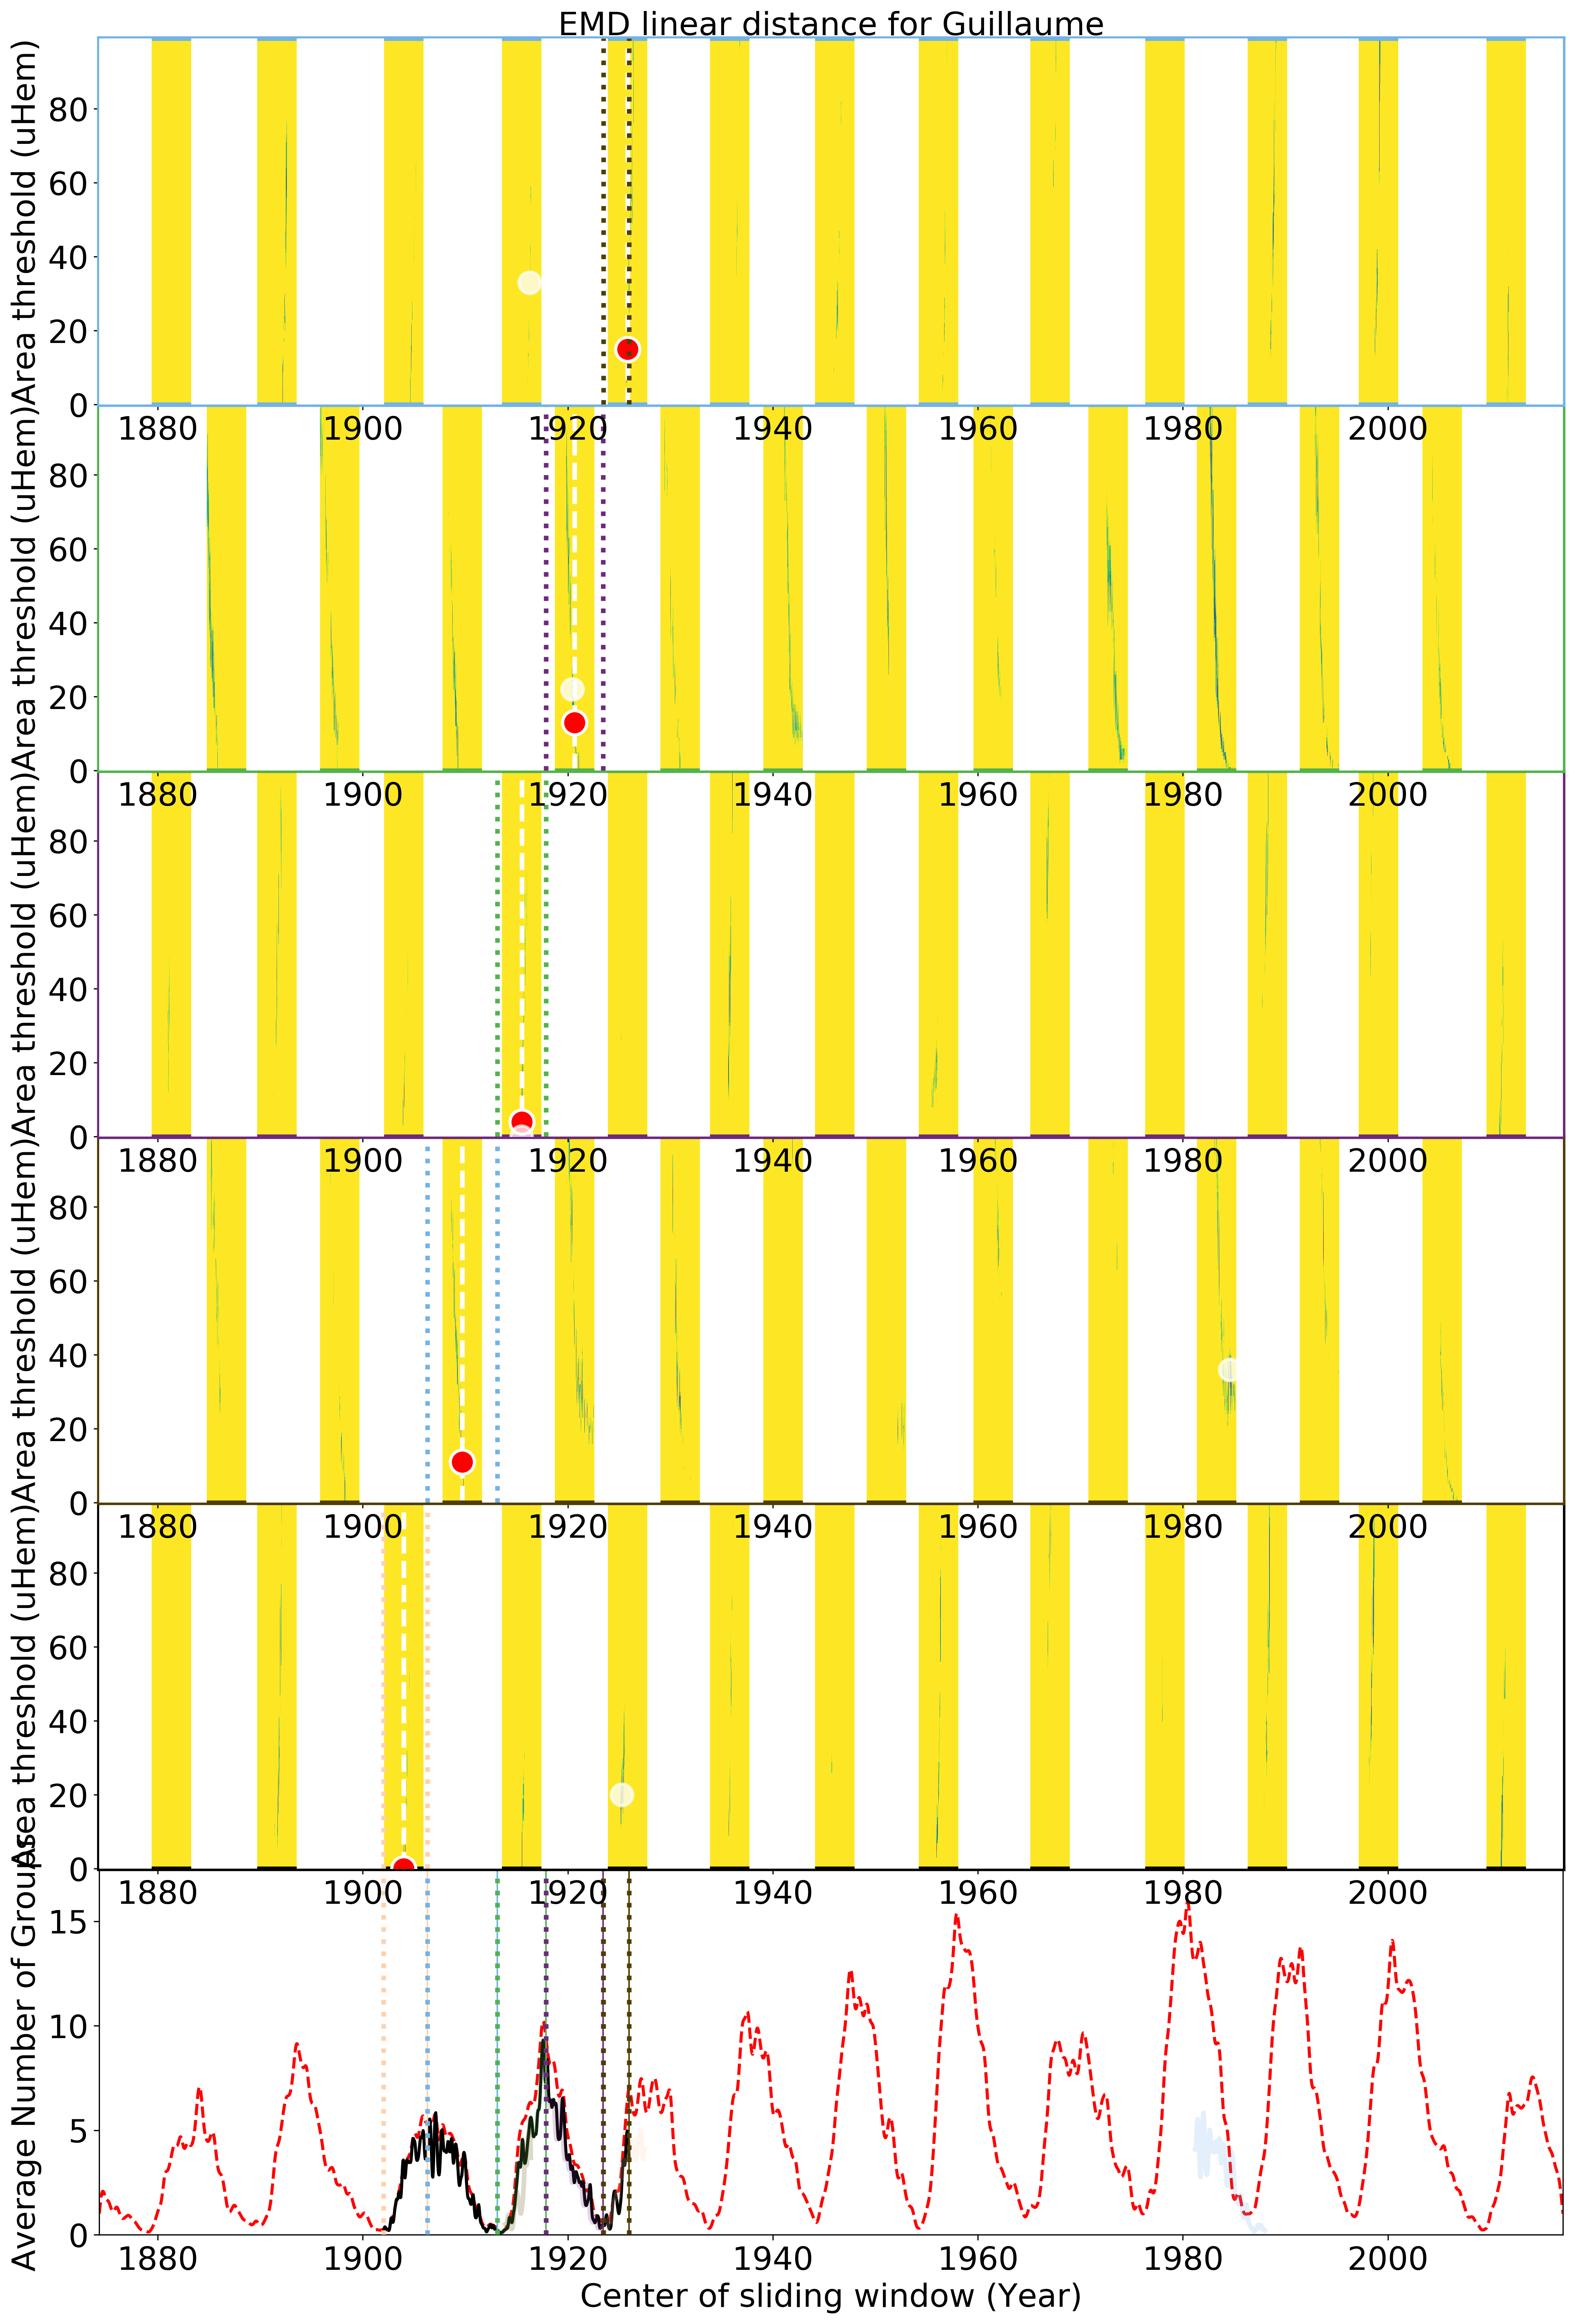 EMD linear distance for Guillaume
Area threshold (uHem)
80
60
40
20
0
1880 1900 1920 1940 1960 1980 2000
Area threshold (uHem)
80
60
40
20
0
1880 1900 1920 1940 1960 1980 2000
Area threshold (uHem)
80
60
40
20
0
1880 1900 1920 1940 1960 1980 2000
Area threshold (uHem)
80
60
40
20
0
1880 1900 1920 1940 1960 1980 2000
Area threshold (uHem)
80
60
40
20
0
1880 1900 1920 1940 1960 1980 2000
Average Number of Groups
15
10
5
0
1880 1900 1920 1940 1960 1980 2000
Center of sliding window (Year)